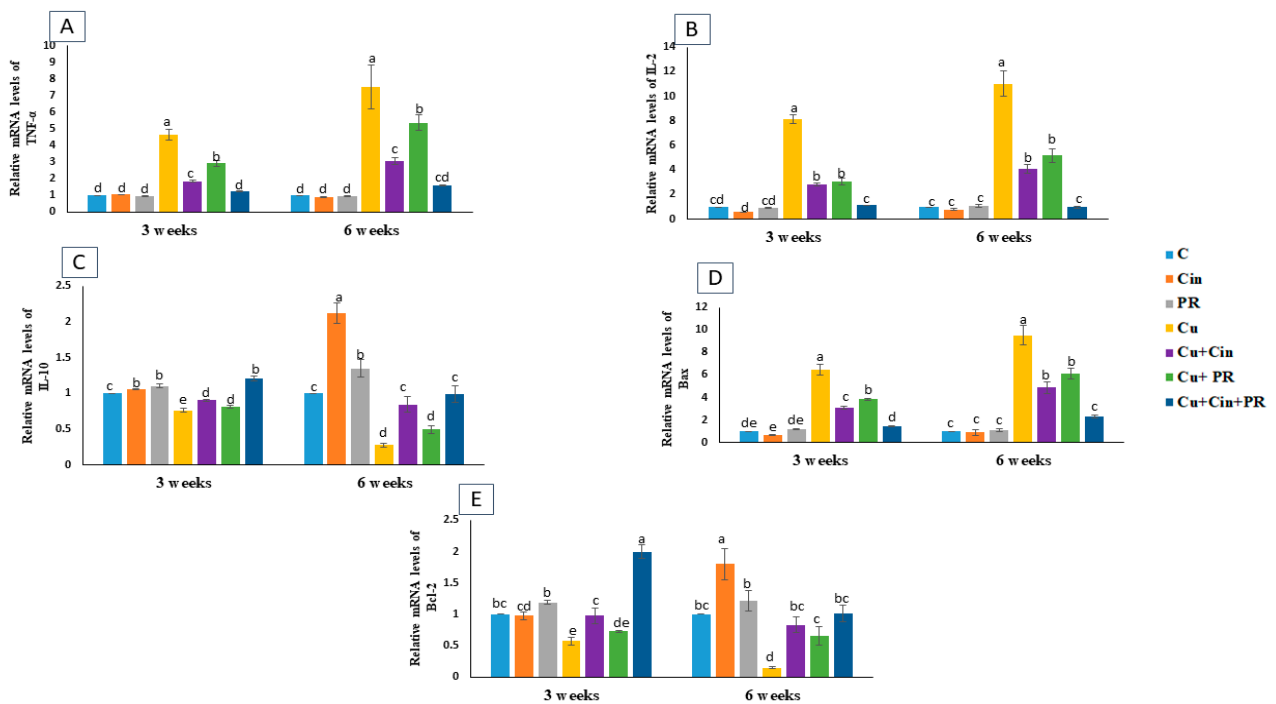 A
Relative mRNA levels of
TNF-α
10
9
8
7
6
5
4
3
2
1
0
d d d a c b d
d d d a c b cd
3 weeks 6 weeks
B
Relative mRNA levels of IL-2
14
12
10
8
6
4
2
0
cd d c a b b c
c c c a b b c
3 weeks 6 weeks
C
Relative mRNA levels of
IL-10
2.5
2
1.5
1
0.5
0
c b b e d d b
c a b d c d c
3 weeks 6 weeks
D
Relative mRNA levels of
Bax
12
10
8
6
4
2
0
de e de a c b d
c c c a b b c
3 weeks 6 weeks
C
Cin
PR
Cu
Cu+Cin
Cu+ PR
Cu+Cin+PR
E
Relative mRNA levels of
Bcl-2
2.5
2
1.5
1
0.5
0
bc cd b e c de a
bc a b d bc c bc
3 weeks 6 weeks